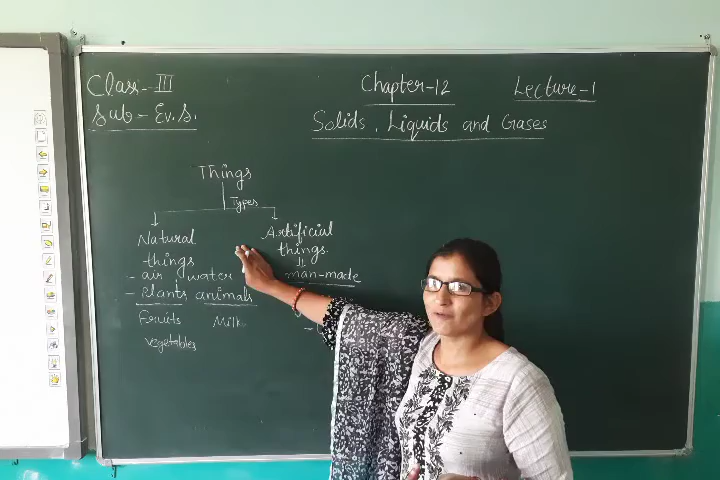 Class-III
Sub- Ev.S.
Chapter-12
Lecture-1
Solids, Liquids and Gases
Things
Types
Natural things
- air, water
- Plants animals
Fruits Milk
vegetables
Artificial things.
man-made